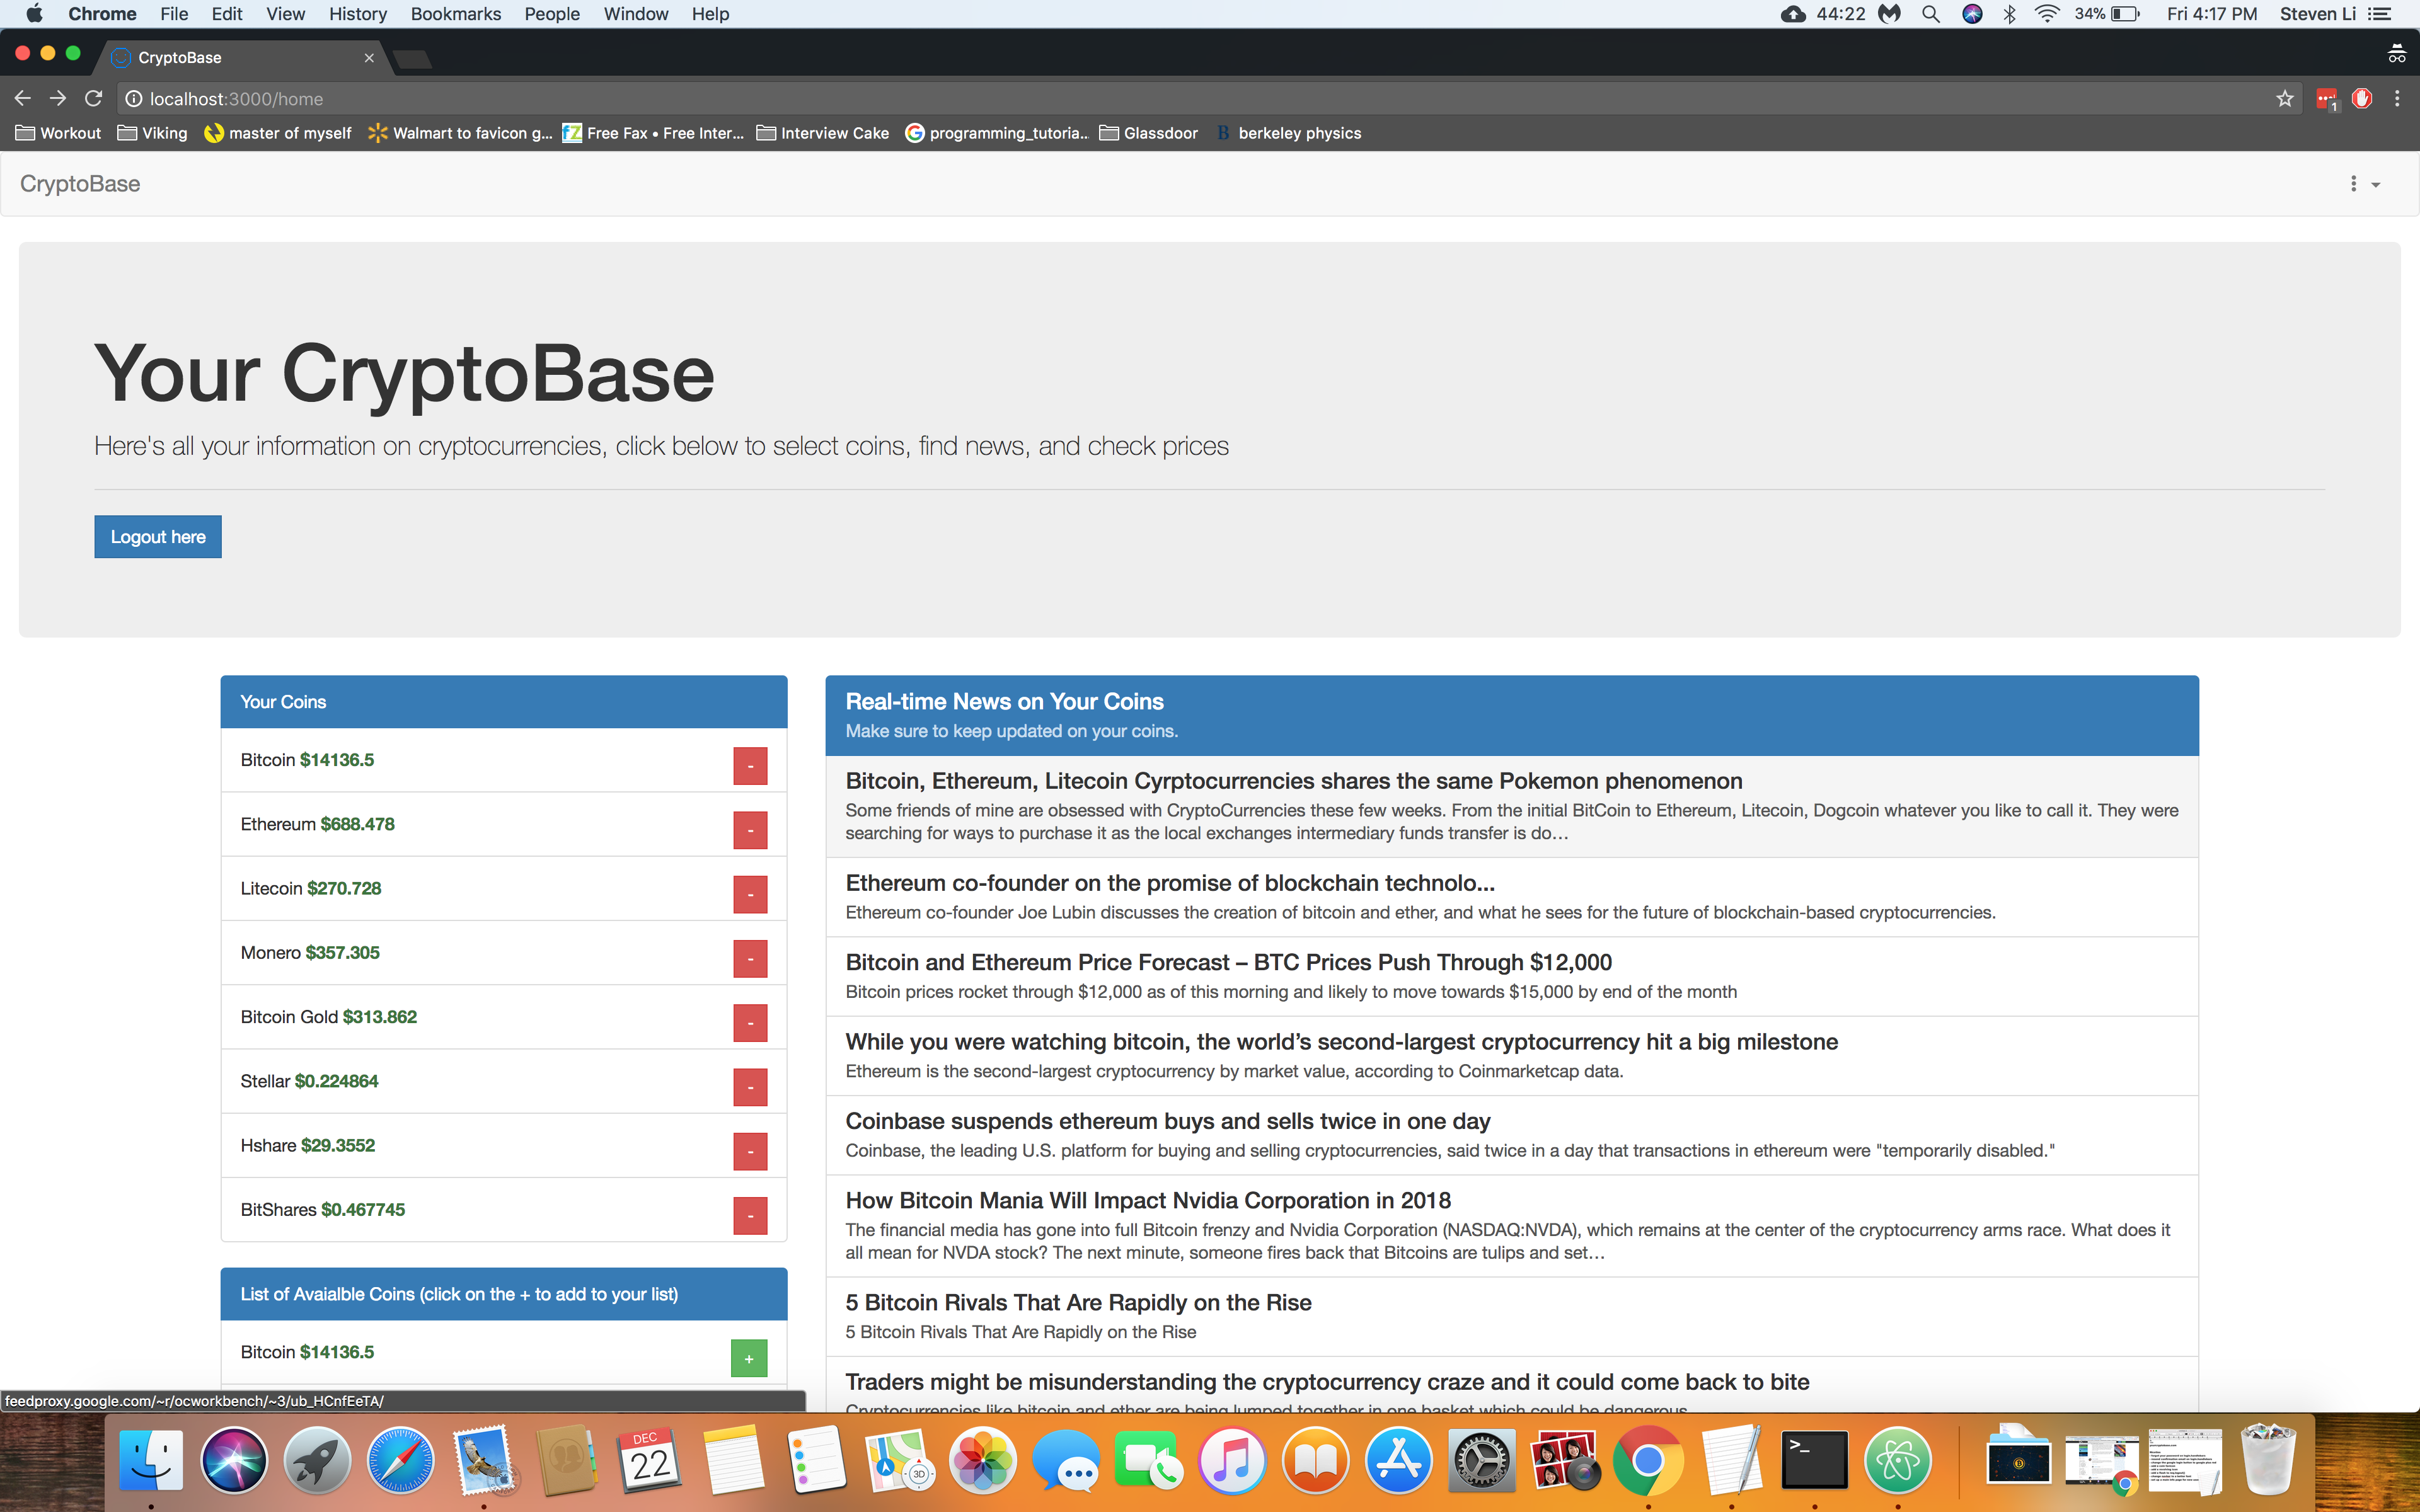 Chrome File Edit View History Bookmarks People Window Help 44:22 34% Fri 4:17 PM Steven Li
CryptoBase
localhost:3000/home
1
Workout Viking master of myself Walmart to favicon g... Free Fax • Free Inter... Interview Cake programming_tutoria... Glassdoor B berkeley physics
CryptoBase
Your CryptoBase
Here's all your information on cryptocurrencies, click below to select coins, find news, and check prices
Logout here
Your Coins
Bitcoin $14136.5 -
Ethereum $688.478 -
Litecoin $270.728 -
Monero $357.305 -
Bitcoin Gold $313.862 -
Stellar $0.224864 -
Hshare $29.3552 -
BitShares $0.467745 -
List of Avaialble Coins (click on the + to add to your list)
Bitcoin $14136.5 +
Real-time News on Your Coins
Make sure to keep updated on your coins.
Bitcoin, Ethereum, Litecoin Cyrptocurrencies shares the same Pokemon phenomenon
Some friends of mine are obsessed with CryptoCurrencies these few weeks. From the initial BitCoin to Ethereum, Litecoin, Dogcoin whatever you like to call it. They were
searching for ways to purchase it as the local exchanges intermediary funds transfer is do…
Ethereum co-founder on the promise of blockchain technolo...
Ethereum co-founder Joe Lubin discusses the creation of bitcoin and ether, and what he sees for the future of blockchain-based cryptocurrencies.
Bitcoin and Ethereum Price Forecast – BTC Prices Push Through $12,000
Bitcoin prices rocket through $12,000 as of this morning and likely to move towards $15,000 by end of the month
While you were watching bitcoin, the world’s second-largest cryptocurrency hit a big milestone
Ethereum is the second-largest cryptocurrency by market value, according to Coinmarketcap data.
Coinbase suspends ethereum buys and sells twice in one day
Coinbase, the leading U.S. platform for buying and selling cryptocurrencies, said twice in a day that transactions in ethereum were "temporarily disabled."
How Bitcoin Mania Will Impact Nvidia Corporation in 2018
The financial media has gone into full Bitcoin frenzy and Nvidia Corporation (NASDAQ:NVDA), which remains at the center of the cryptocurrency arms race. What does it
all mean for NVDA stock? The next minute, someone fires back that Bitcoins are tulips and set…
5 Bitcoin Rivals That Are Rapidly on the Rise
5 Bitcoin Rivals That Are Rapidly on the Rise
Traders might be misunderstanding the cryptocurrency craze and it could come back to bite
Cryptocurrencies like bitcoin and ether are being lumped together in one basket which could be dangerous.
feedproxy.google.com/~r/ocworkbench/~3/ub_HCnfEeTA/
DEC
22
3D
>_